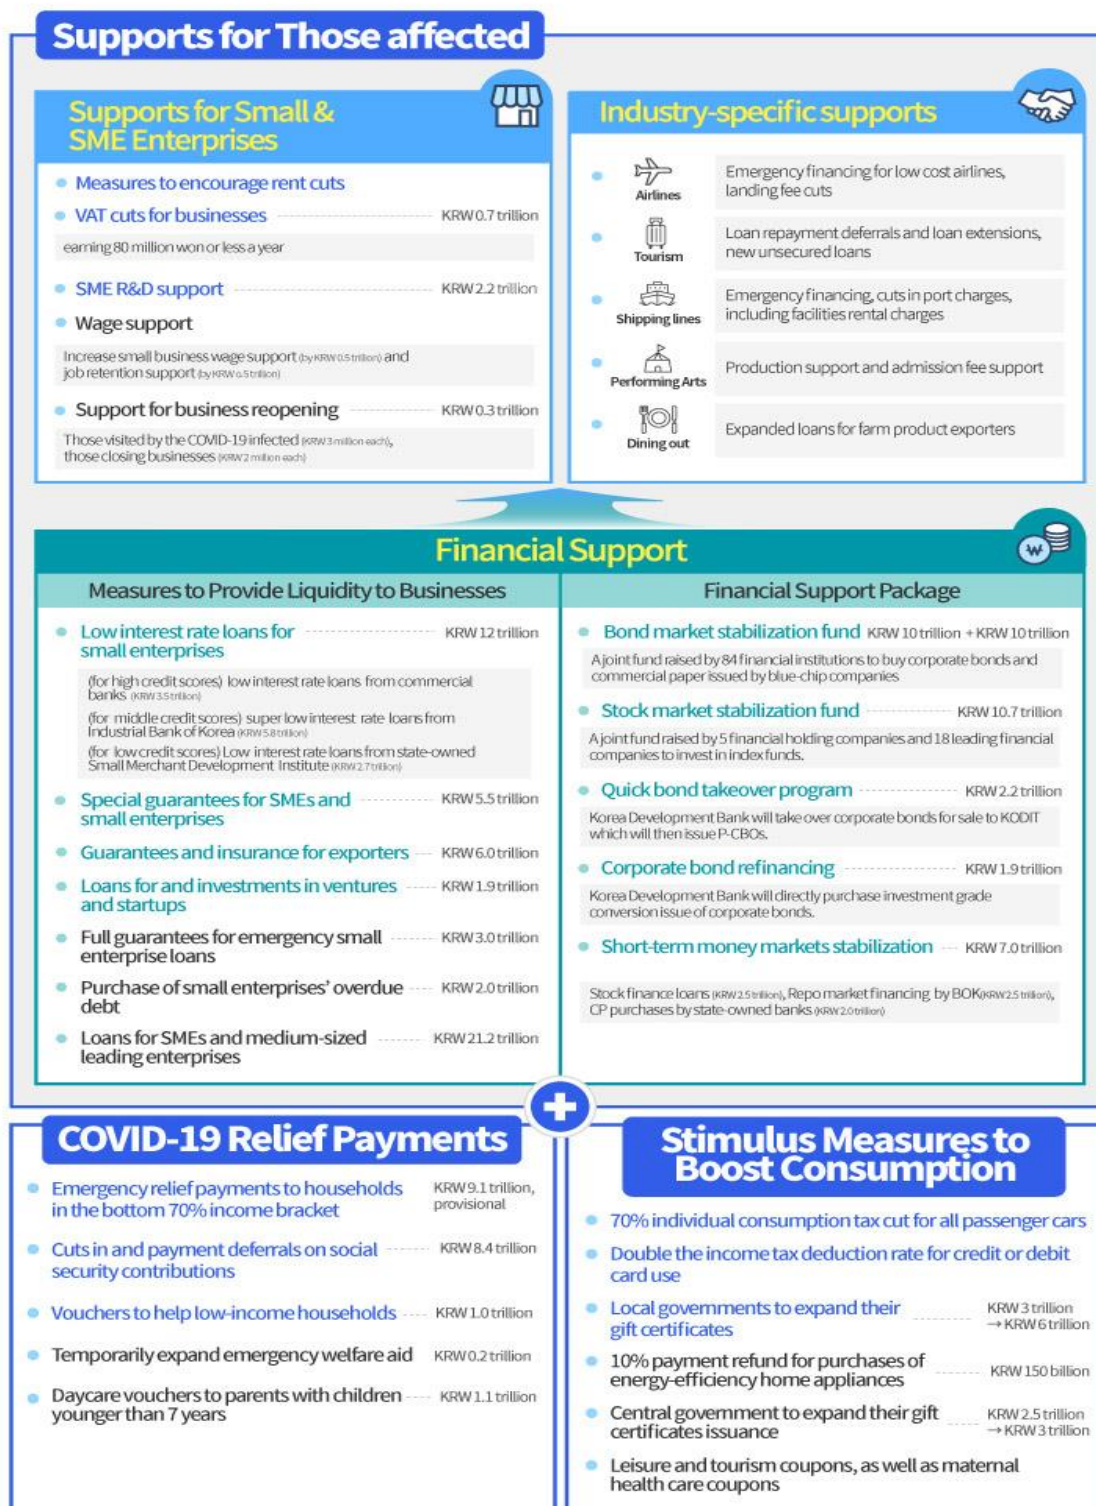 Supports for Those affected
Supports for Small &
SME Enterprises
Measures to encourage rent cuts
VAT cuts for businesses KRW 0.7 trillion
earning 80 million won or less a year
SME R&D support KRW 2.2 trillion
Wage support
Increase small business wage support (by KRW 0.5 trillion) and
job retention support (by KRW 0.5 trillion)
Support for business reopening KRW 0.3 trillion
Those visited by the COVID-19 infected (KRW 3 million each),
those closing businesses (KRW 2 million each)
Industry-specific supports
Airlines
Emergency financing for low cost airlines,
landing fee cuts
Tourism
Loan repayment deferrals and loan extensions,
new unsecured loans
Shipping lines
Emergency financing, cuts in port charges,
including facilities rental charges
Performing Arts
Production support and admission fee support
Dining out
Expanded loans for farm product exporters
Financial Support
₩
Measures to Provide Liquidity to Businesses
Low interest rate loans for KRW 12 trillion
small enterprises
(for high credit scores) low interest rate loans from commercial
banks (KRW 3.5 trillion)
(for middle credit scores) super low interest rate loans from
Industrial Bank of Korea (KRW 5.8 trillion)
(for low credit scores) Low interest rate loans from state-owned
Small Merchant Development Institute (KRW 2.7 trillion)
Special guarantees for SMEs and KRW 5.5 trillion
small enterprises
Guarantees and insurance for exporters KRW 6.0 trillion
Loans for and investments in ventures KRW 1.9 trillion
and startups
Full guarantees for emergency small KRW 3.0 trillion
enterprise loans
Purchase of small enterprises' overdue KRW 2.0 trillion
debt
Loans for SMEs and medium-sized KRW 21.2 trillion
leading enterprises
Financial Support Package
Bond market stabilization fund KRW 10 trillion + KRW 10 trillion
A joint fund raised by 84 financial institutions to buy corporate bonds and
commercial paper issued by blue-chip companies
Stock market stabilization fund KRW 10.7 trillion
A joint fund raised by 5 financial holding companies and 18 leading financial
companies to invest in index funds.
Quick bond takeover program KRW 2.2 trillion
Korea Development Bank will take over corporate bonds for sale to KODIT
which will then issue P-CBOs.
Corporate bond refinancing KRW 1.9 trillion
Korea Development Bank will directly purchase investment grade
conversion issue of corporate bonds.
Short-term money markets stabilization KRW 7.0 trillion
Stock finance loans (KRW 2.5 trillion), Repo market financing by BOK (KRW 2.5 trillion),
CP purchases by state-owned banks (KRW 2.0 trillion)
COVID-19 Relief Payments
Emergency relief payments to households KRW 9.1 trillion,
in the bottom 70% income bracket provisional
Cuts in and payment deferrals on social KRW 8.4 trillion
security contributions
Vouchers to help low-income households KRW 1.0 trillion
Temporarily expand emergency welfare aid KRW 0.2 trillion
Daycare vouchers to parents with children KRW 1.1 trillion
younger than 7 years
Stimulus Measures to
Boost Consumption
70% individual consumption tax cut for all passenger cars
Double the income tax deduction rate for credit or debit
card use
Local governments to expand their KRW 3 trillion
gift certificates → KRW 6 trillion
10% payment refund for purchases of
energy-efficiency home appliances KRW 150 billion
Central government to expand their gift KRW 2.5 trillion
certificates issuance → KRW 3 trillion
Leisure and tourism coupons, as well as maternal
health care coupons